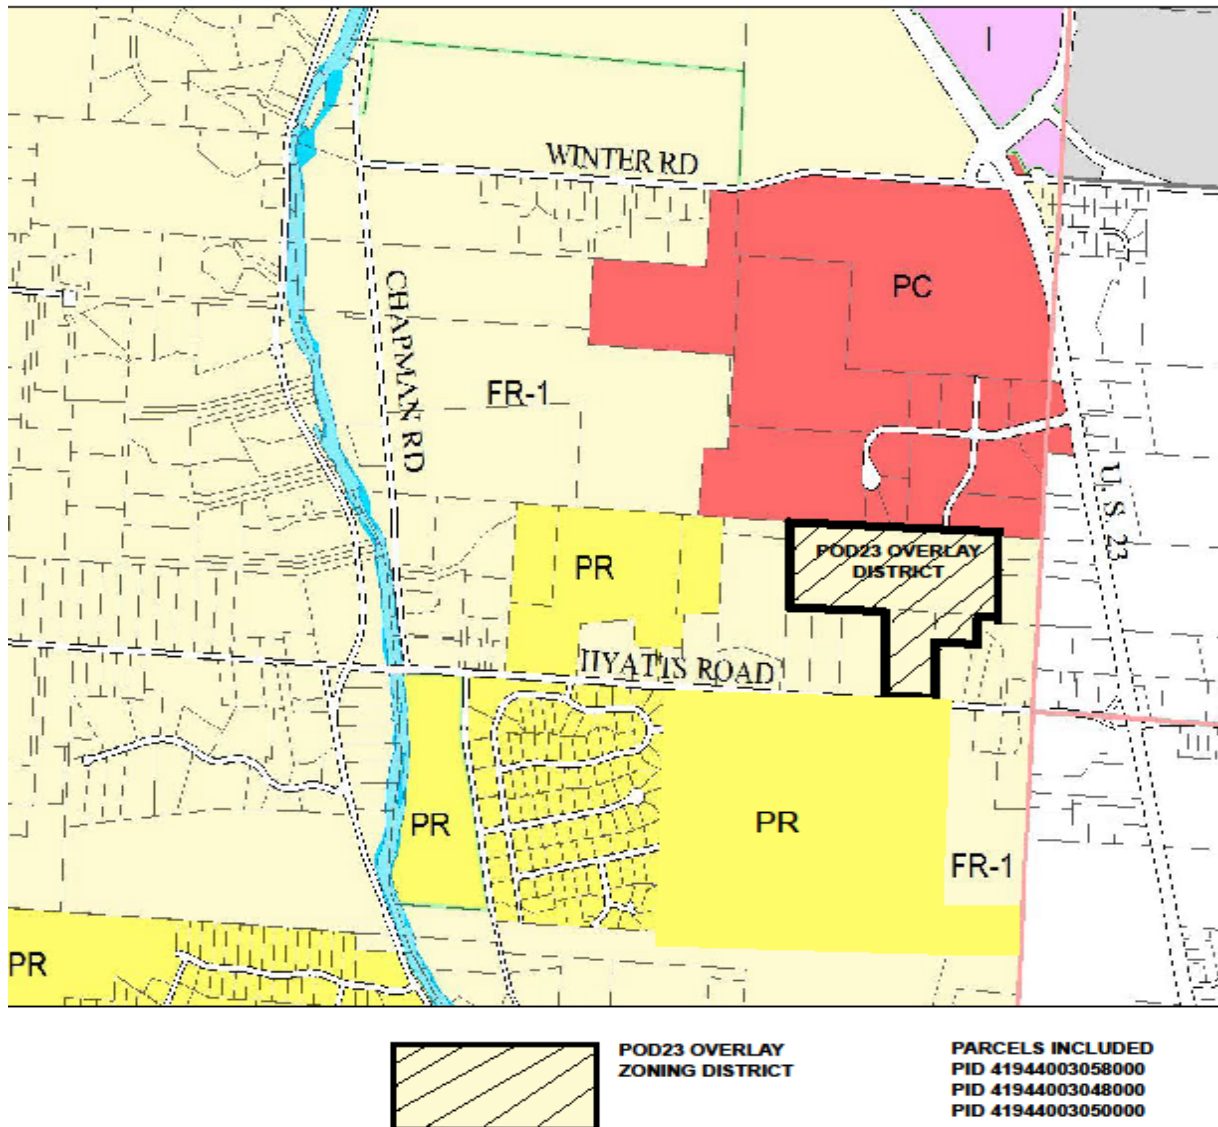 I
WINTER RD
PC
CHAPMAN RD
FR-1
U. S. 23
POD23 OVERLAY
DISTRICT
PR
HYATTS ROAD
PR
PR
FR-1
PR
POD23 OVERLAY
ZONING DISTRICT
PARCELS INCLUDED
PID 41944003058000
PID 41944003048000
PID 41944003050000